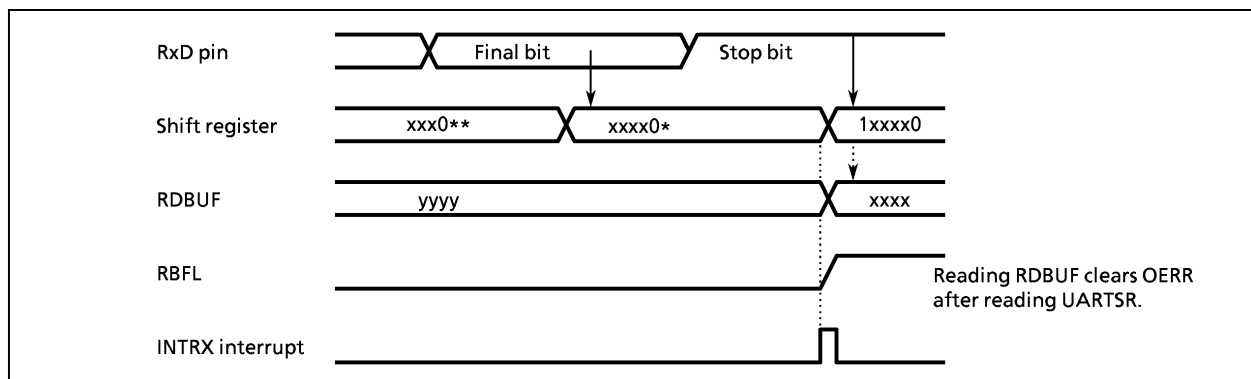 RxD pin Final bit Stop bit
Shift register xxx0** xxxx0* 1xxxx0
RDBUF yyyy xxxx
RBFL
Reading RDBUF clears OERR
after reading UARTSR.
INTRX interrupt